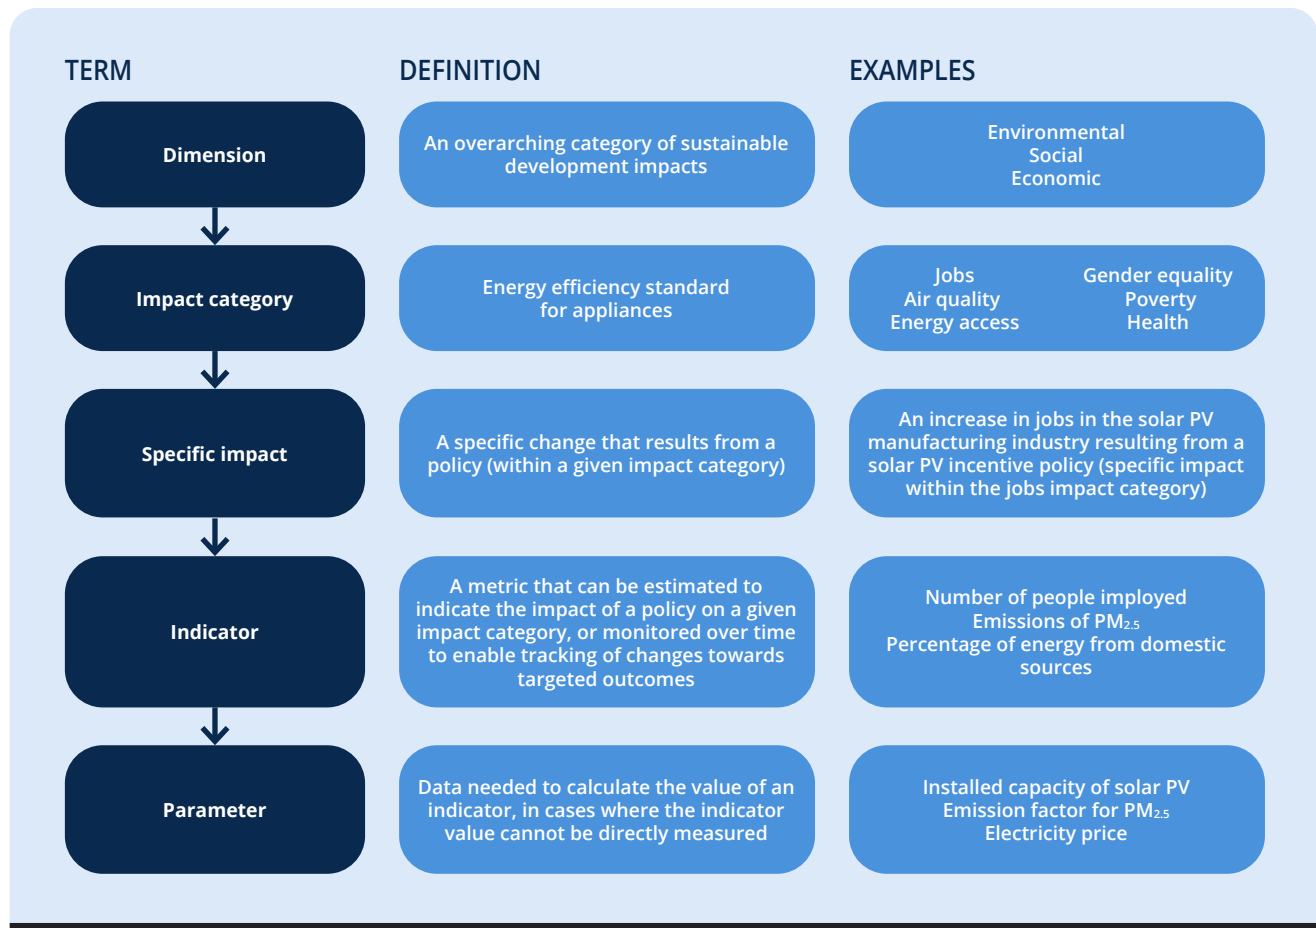 TERM
DEFINITION
EXAMPLES
Dimension
An overarching category of sustainable
development impacts
Environmental
Social
Economic
Impact category
Energy efficiency standard
for appliances
Jobs
Air quality
Energy access
Gender equality
Poverty
Health
Specific impact
A specific change that results from a
policy (within a given impact category)
An increase in jobs in the solar PV
manufacturing industry resulting from a
solar PV incentive policy (specific impact
within the jobs impact category)
Indicator
A metric that can be estimated to
indicate the impact of a policy on a given
impact category, or monitored over time
to enable tracking of changes towards
targeted outcomes
Number of people imployed
Emissions of PM2.5
Percentage of energy from domestic
sources
Parameter
Data needed to calculate the value of an
indicator, in cases where the indicator
value cannot be directly measured
Installed capacity of solar PV
Emission factor for PM2.5
Electricity price